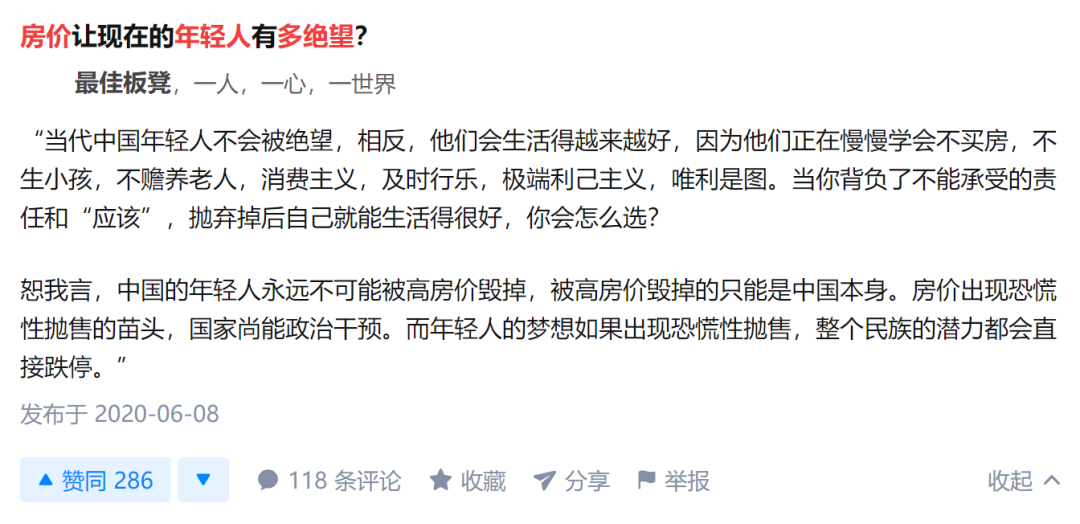 房价让现在的年轻人有多绝望?
最佳板凳，一人，一心，一世界
“当代中国年轻人不会被绝望，相反，他们会生活得越来越好，因为他们正在慢慢学会不买房，不
生小孩，不赡养老人，消费主义，及时行乐，极端利己主义，唯利是图。当你背负了不能承受的责
任和“应该”，抛弃掉后自己就能生活得很好，你会怎么选？
恕我言，中国的年轻人永远不可能被高房价毁掉，被高房价毁掉的只能是中国本身。房价出现恐慌
性抛售的苗头，国家尚能政治干预。而年轻人的梦想如果出现恐慌性抛售，整个民族的潜力都会直
接跌停。”
发布于 2020-06-08
赞同 286 118 条评论 收藏 分享 举报 收起